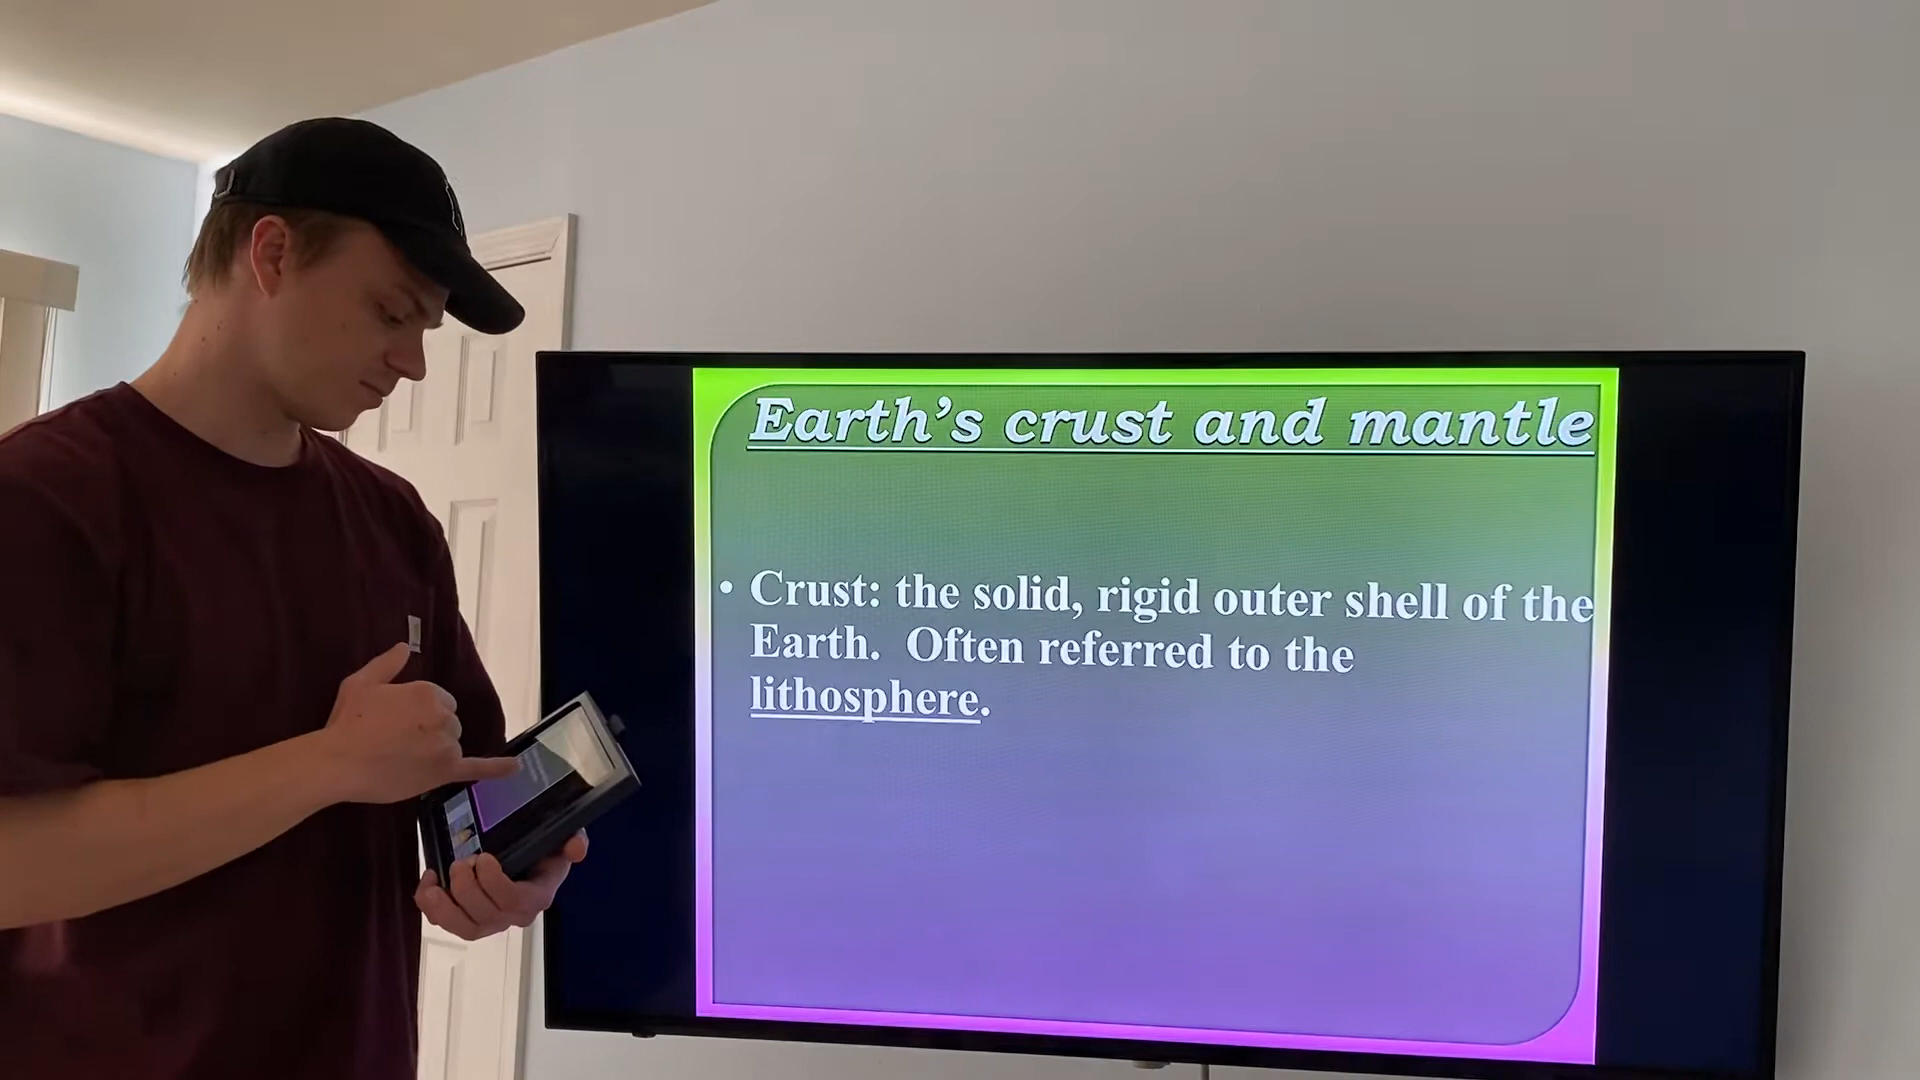 Earth’s crust and mantle
• Crust: the solid, rigid outer shell of the
Earth.  Often referred to the
lithosphere.